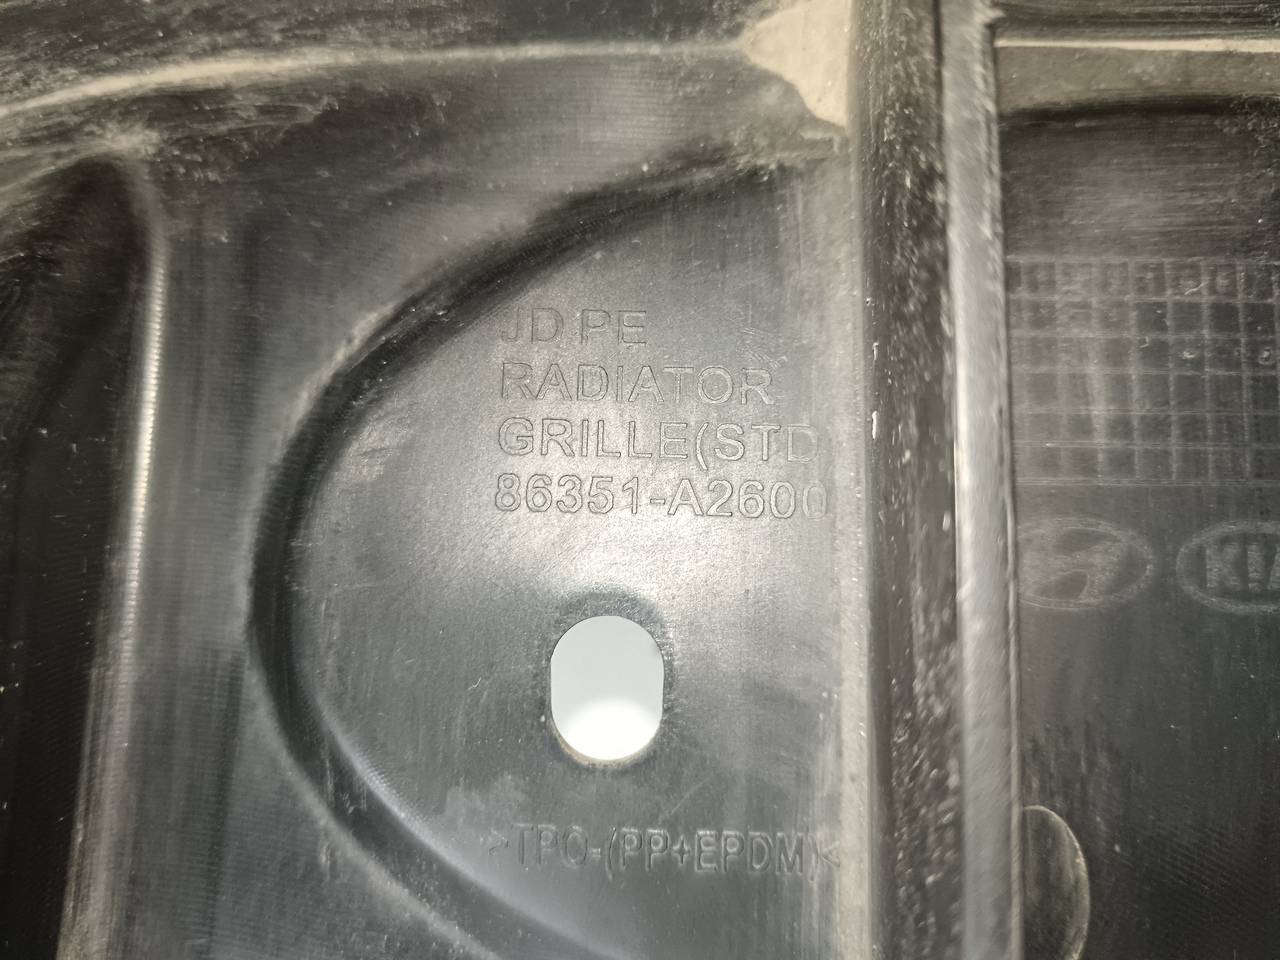 JD PE
RADIATOR
GRILLE(STD
86351-A2600
KIA
>TPO-(PP+EPDM)<